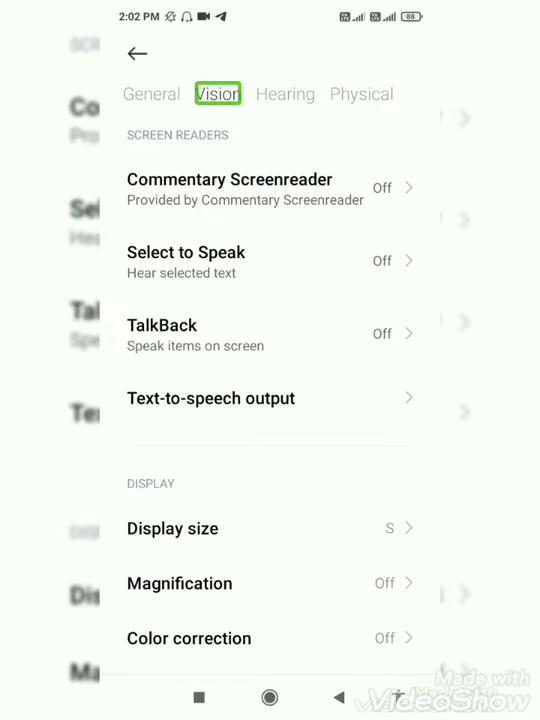 2:02 PM
88
General Vision Hearing Physical
SCREEN READERS
Commentary Screenreader
Provided by Commentary Screenreader
Off
Select to Speak
Hear selected text
Off
TalkBack
Speak items on screen
Off
Text-to-speech output
DISPLAY
Display size
S
Magnification
Off
Color correction
Off
Made with
VideoShow